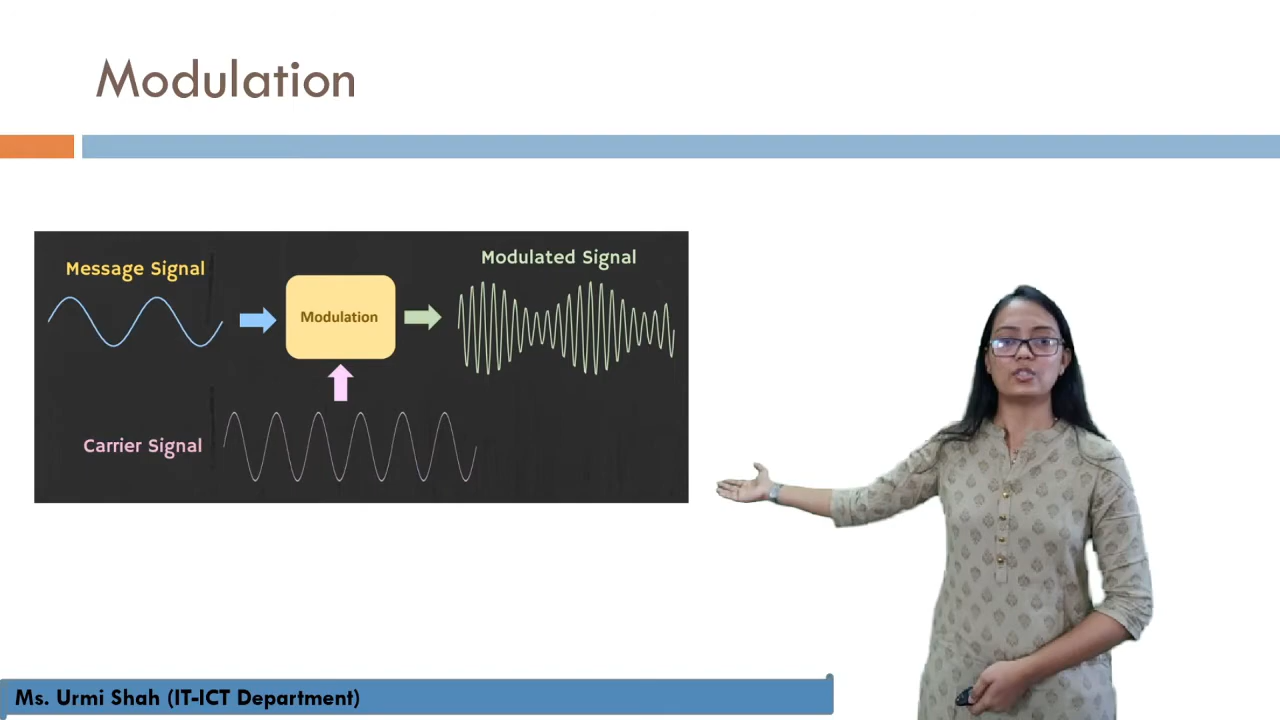 Modulation
Message Signal
Modulation
Modulated Signal
Carrier Signal
Ms. Urmi Shah (IT-ICT Department)